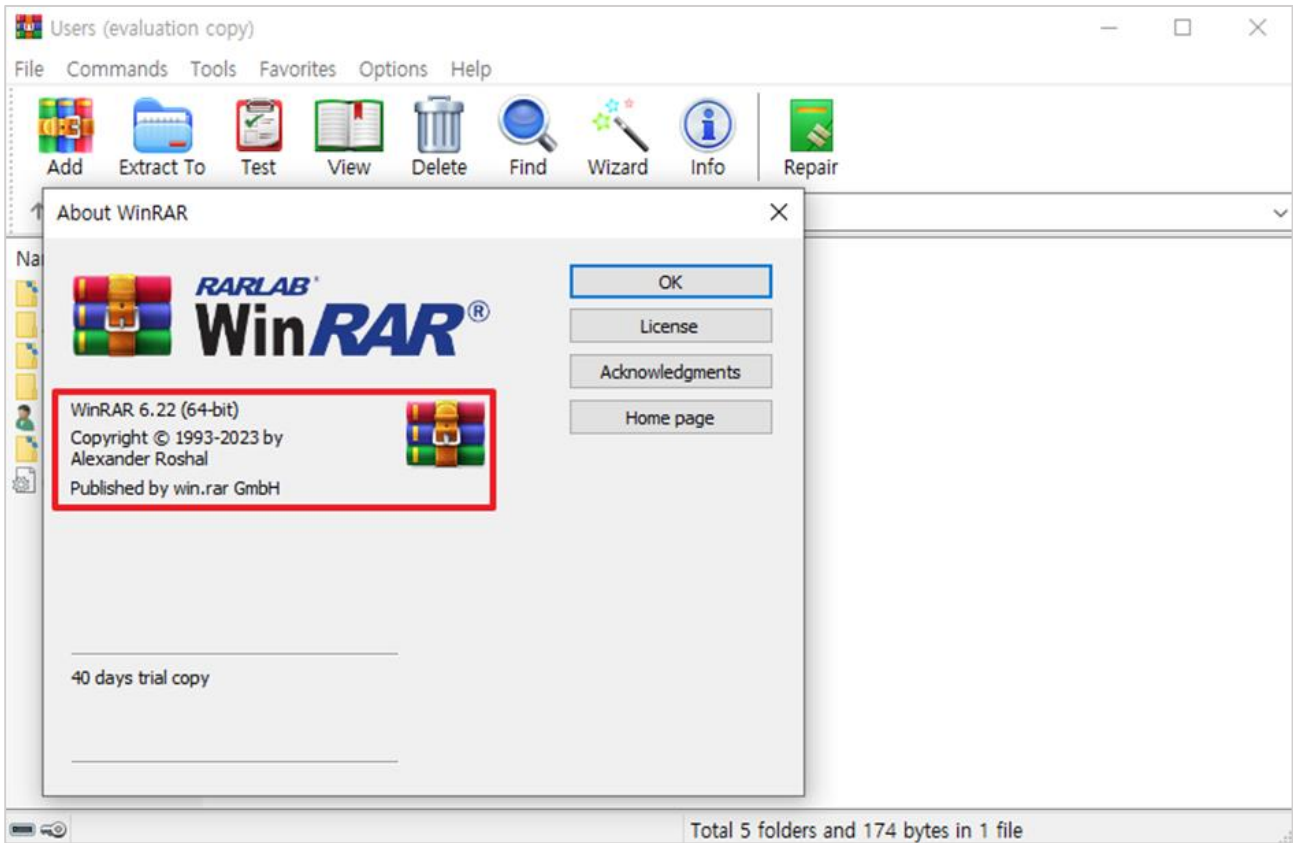 Users (evaluation copy)
File Commands Tools Favorites Options Help
Add Extract To Test View Delete Find Wizard Info Repair
About WinRAR
Na
RARLAB®
WinRAR®
OK
License
Acknowledgments
Home page
WinRAR 6.22 (64-bit)
Copyright © 1993-2023 by
Alexander Roshal
Published by win.rar GmbH
40 days trial copy
Total 5 folders and 174 bytes in 1 file